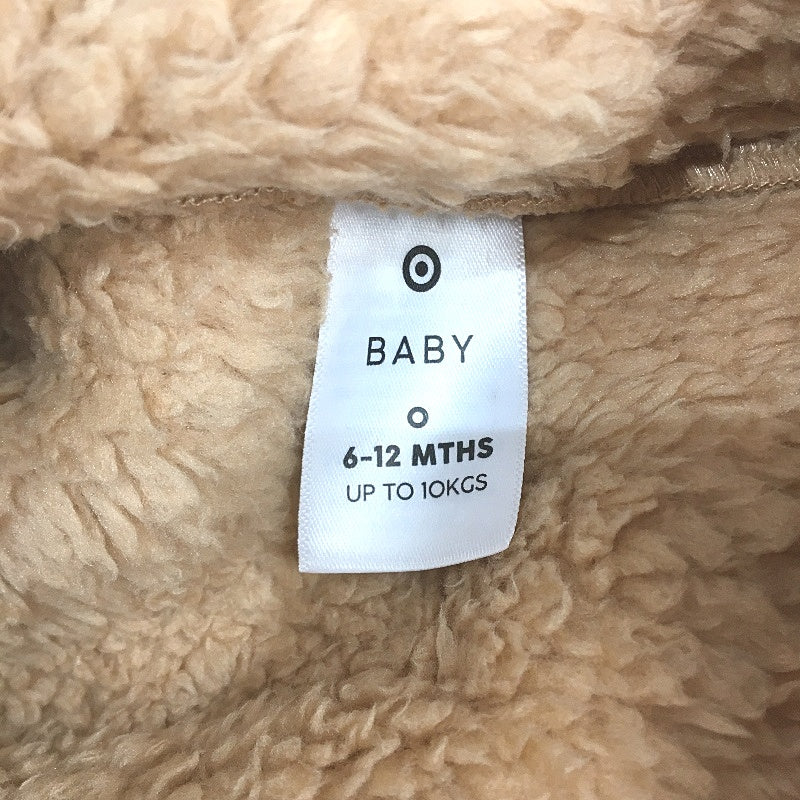 BABY
0
6-12 MTHS
UP TO 10KGS